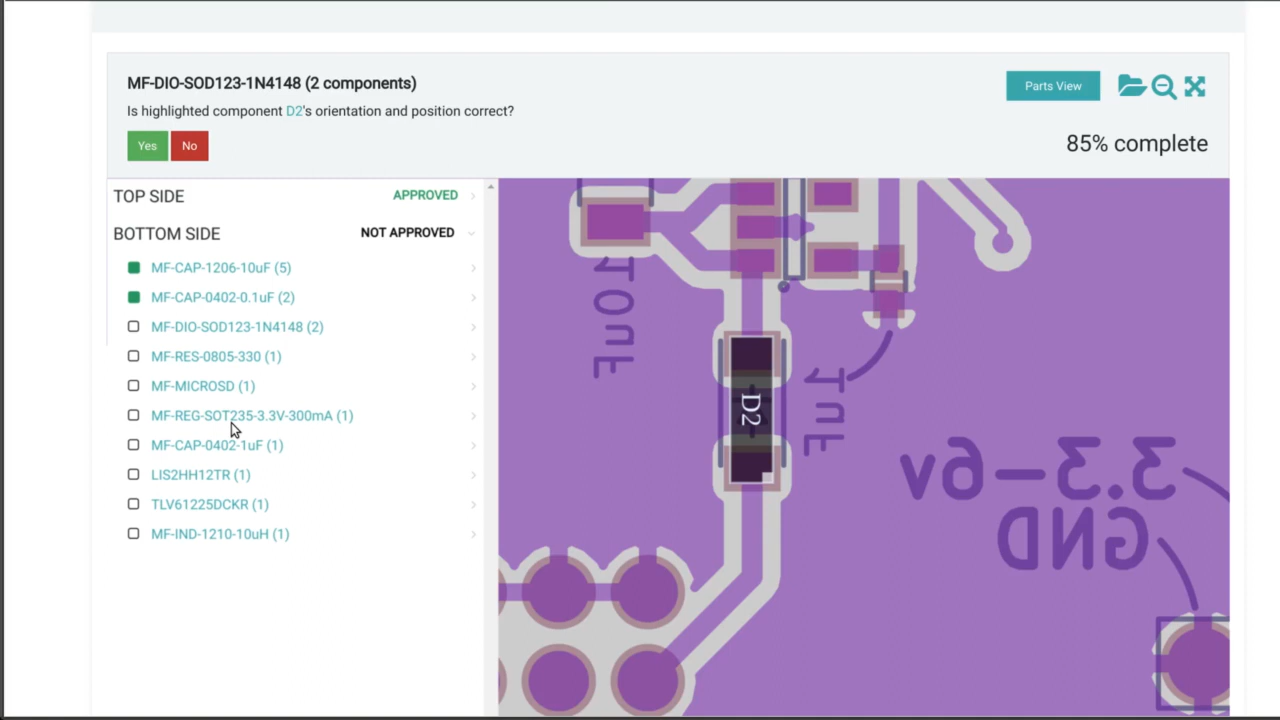 MF-DIO-SOD123-1N4148 (2 components)
Is highlighted component D2's orientation and position correct?
Yes
No
Parts View
85% complete
TOP SIDE
APPROVED
BOTTOM SIDE
NOT APPROVED
MF-CAP-1206-10uF (5)
MF-CAP-0402-0.1uF (2)
MF-DIO-SOD123-1N4148 (2)
MF-RES-0805-330 (1)
MF-MICROSD (1)
MF-REG-SOT235-3.3V-300mA (1)
MF-CAP-0402-1uF (1)
LIS2HH12TR (1)
TLV61225DCKR (1)
MF-IND-1210-10uH (1)
10uF
D2
1uF
3.3-6v
GND